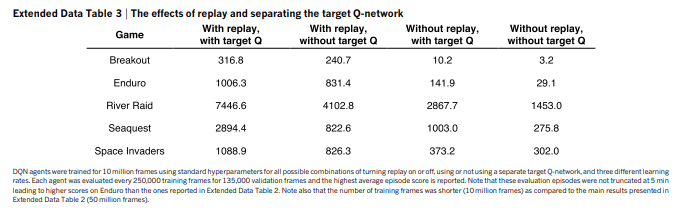 Extended Data Table 3 | The effects of replay and separating the target Q-network
Game With replay, with target Q With replay, without target Q Without replay, with target Q Without replay, without target Q
Breakout 316.8 240.7 10.2 3.2
Enduro 1006.3 831.4 141.9 29.1
River Raid 7446.6 4102.8 2867.7 1453.0
Seaquest 2894.4 822.6 1003.0 275.8
Space Invaders 1088.9 826.3 373.2 302.0
DQN agents were trained for 10 million frames using standard hyperparameters for all possible combinations of turning replay on or off, using or not using a separate target Q-network, and three different learning
rates. Each agent was evaluated every 250,000 training frames for 135,000 validation frames and the highest average episode score is reported. Note that these evaluation episodes were not truncated at 5 min
leading to higher scores on Enduro than the ones reported in Extended Data Table 2. Note also that the number of training frames was shorter (10 million frames) as compared to the main results presented in
Extended Data Table 2 (50 million frames).